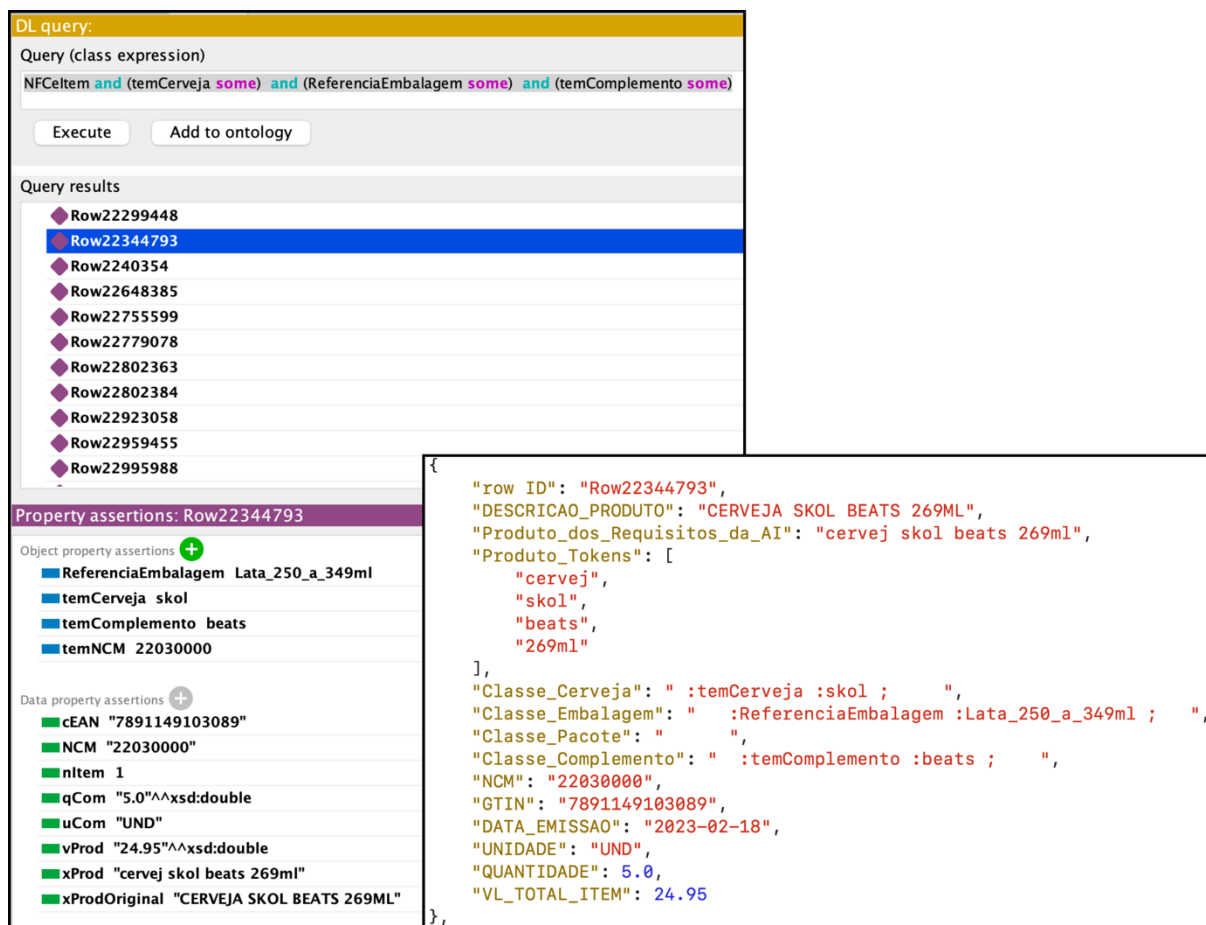 DL query:
Query (class expression)
NFCeItem and (temCerveja some) and (ReferenciaEmbalagem some) and (temComplemento some)
Execute Add to ontology
Query results
Row22299448
Row22344793
Row2240354
Row22648385
Row22755599
Row22779078
Row22802363
Row22802384
Row22923058
Row22959455
Row22995988
Property assertions: Row22344793
Object property assertions
ReferenciaEmbalagem Lata_250_a_349ml
temCerveja skol
temComplemento beats
temNCM 22030000
Data property assertions
cEAN "7891149103089"
NCM "22030000"
nItem 1
qCom "5.0"^^xsd:double
uCom "UND"
vProd "24.95"^^xsd:double
xProd "cervej skol beats 269ml"
xProdOriginal "CERVEJA SKOL BEATS 269ML"
{
"row ID": "Row22344793",
"DESCRICAO_PRODUTO": "CERVEJA SKOL BEATS 269ML",
"Produto_dos_Requisitos_da_AI": "cervej skol beats 269ml",
"Produto_Tokens": [
"cervej",
"skol",
"beats",
"269ml"
],
"Classe_Cerveja": " :temCerveja :skol ;      ",
"Classe_Embalagem": "   :ReferenciaEmbalagem :Lata_250_a_349ml ;    ",
"Classe_Pacote": "       ",
"Classe_Complemento": "  :temComplemento :beats ;     ",
"NCM": "22030000",
"GTIN": "7891149103089",
"DATA_EMISSAO": "2023-02-18",
"UNIDADE": "UND",
"QUANTIDADE": 5.0,
"VL_TOTAL_ITEM": 24.95
},